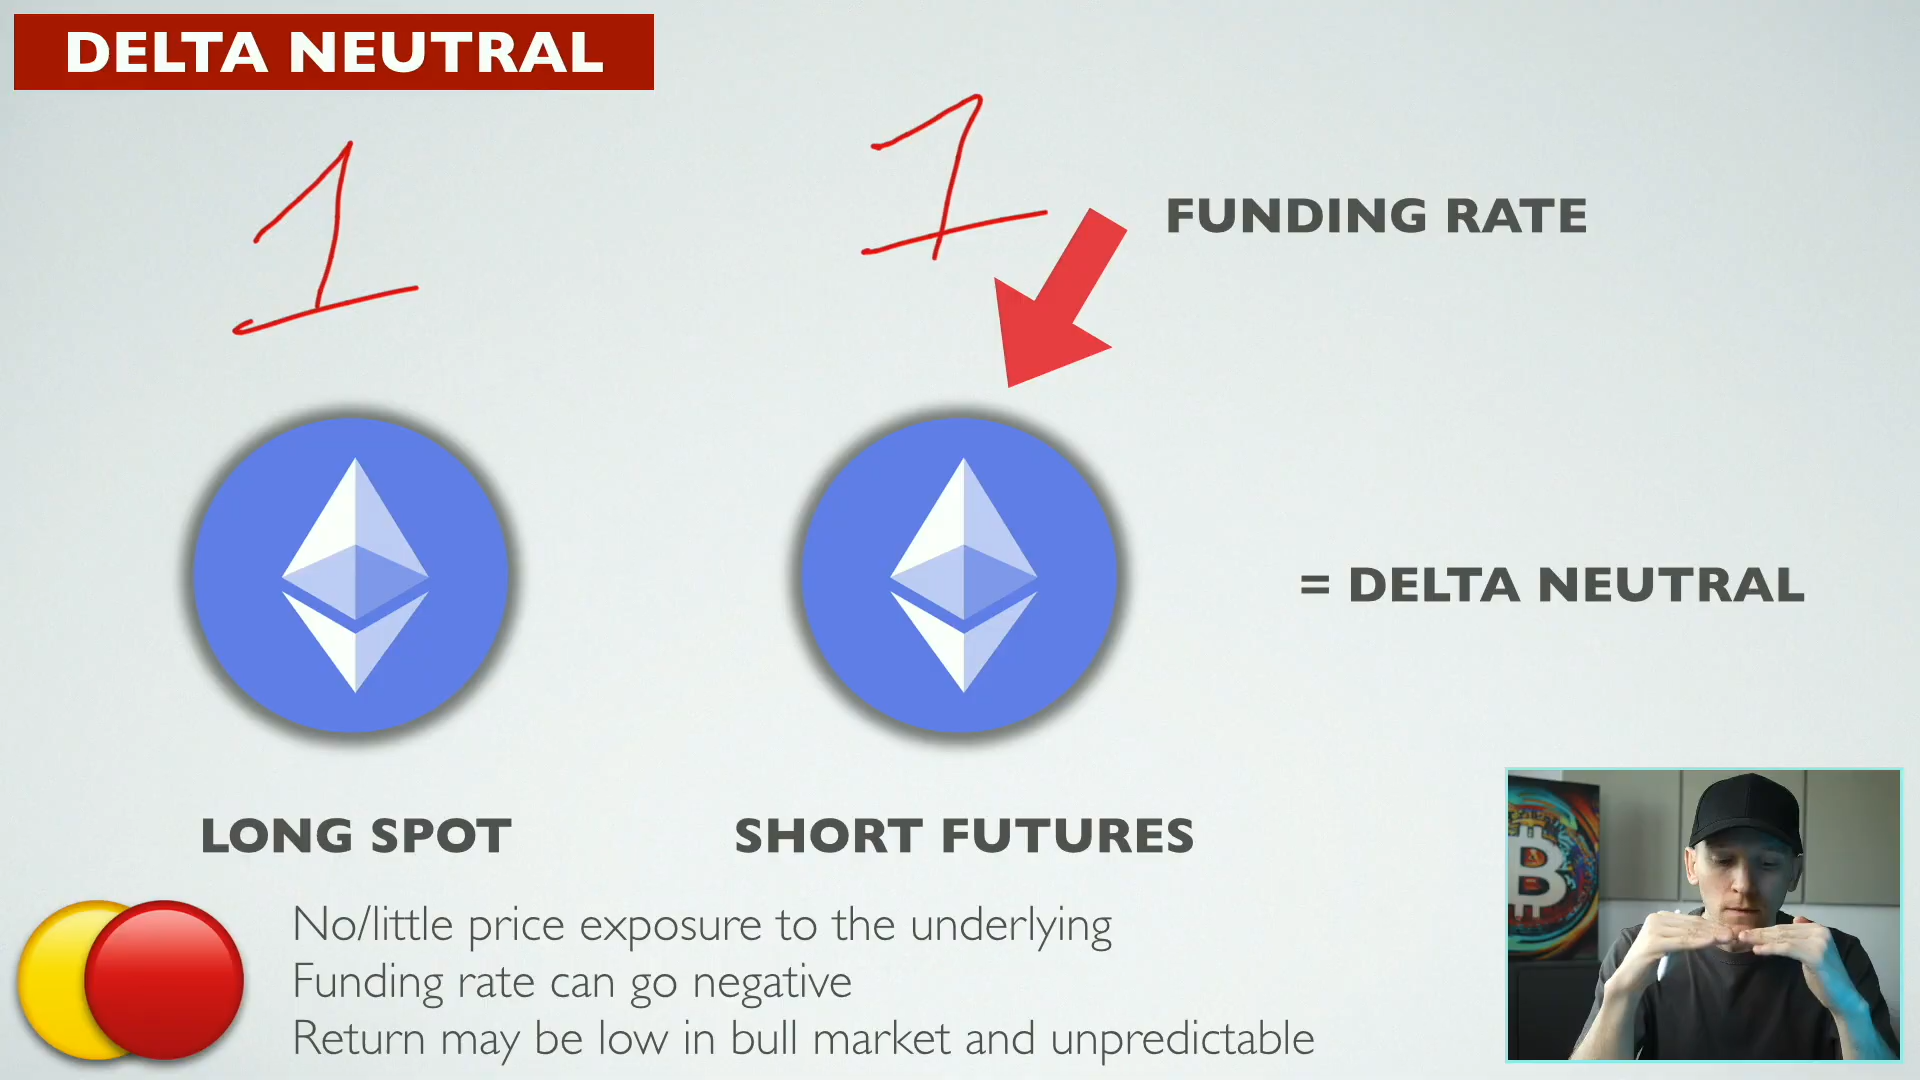 DELTA NEUTRAL
1
1
FUNDING RATE
= DELTA NEUTRAL
LONG SPOT
SHORT FUTURES
No/little price exposure to the underlying
Funding rate can go negative
Return may be low in bull market and unpredictable